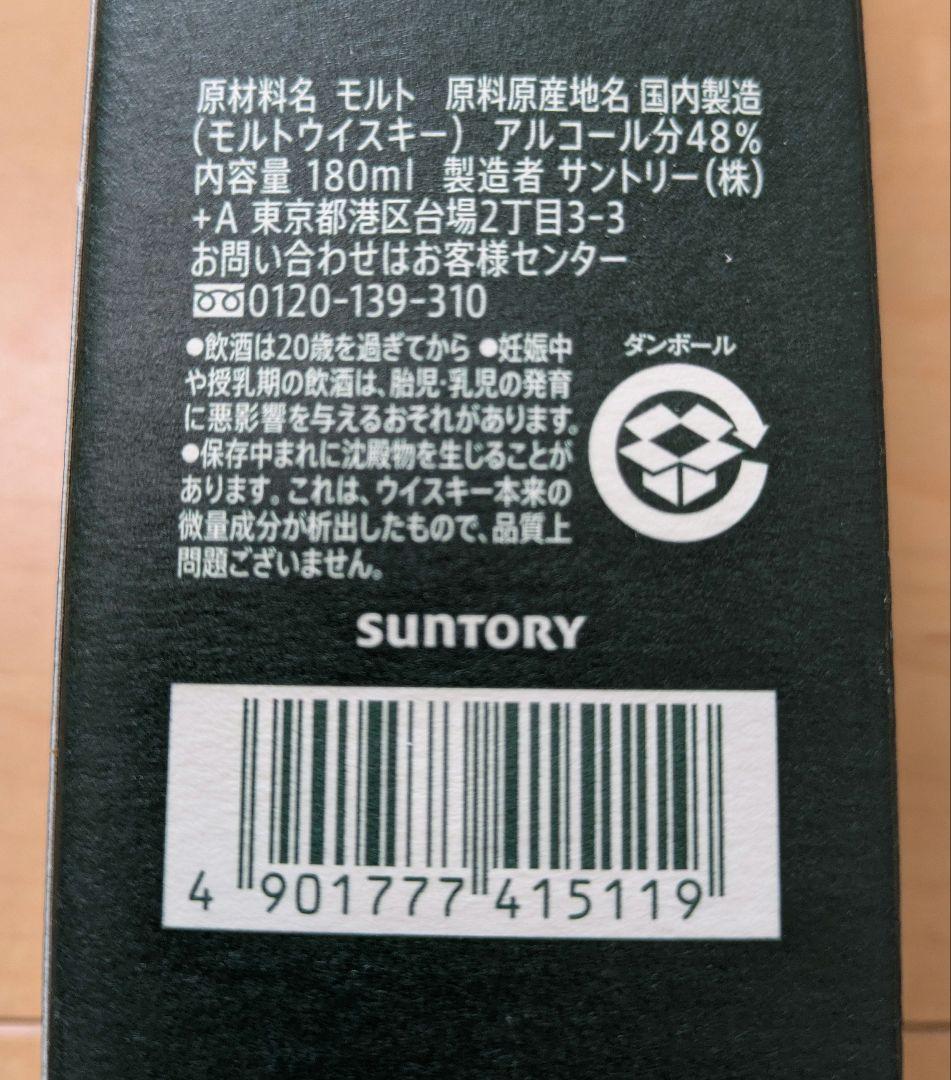 原材料名 モルト 原料原産地名 国内製造
(モルトウイスキー) アルコール分48%
内容量 180ml 製造者 サントリー(株)
+A 東京都港区台場2丁目3-3
お問い合わせはお客様センター
0120-139-310
●飲酒は20歳を過ぎてから ●妊娠中
や授乳期の飲酒は、胎児・乳児の発育
に悪影響を与えるおそれがあります。
●保存中まれに沈殿物を生じることが
あります。これは、ウイスキー本来の
微量成分が析出したもので、品質上
問題ございません。
ダンボール
SUNTORY
4 901777 415119